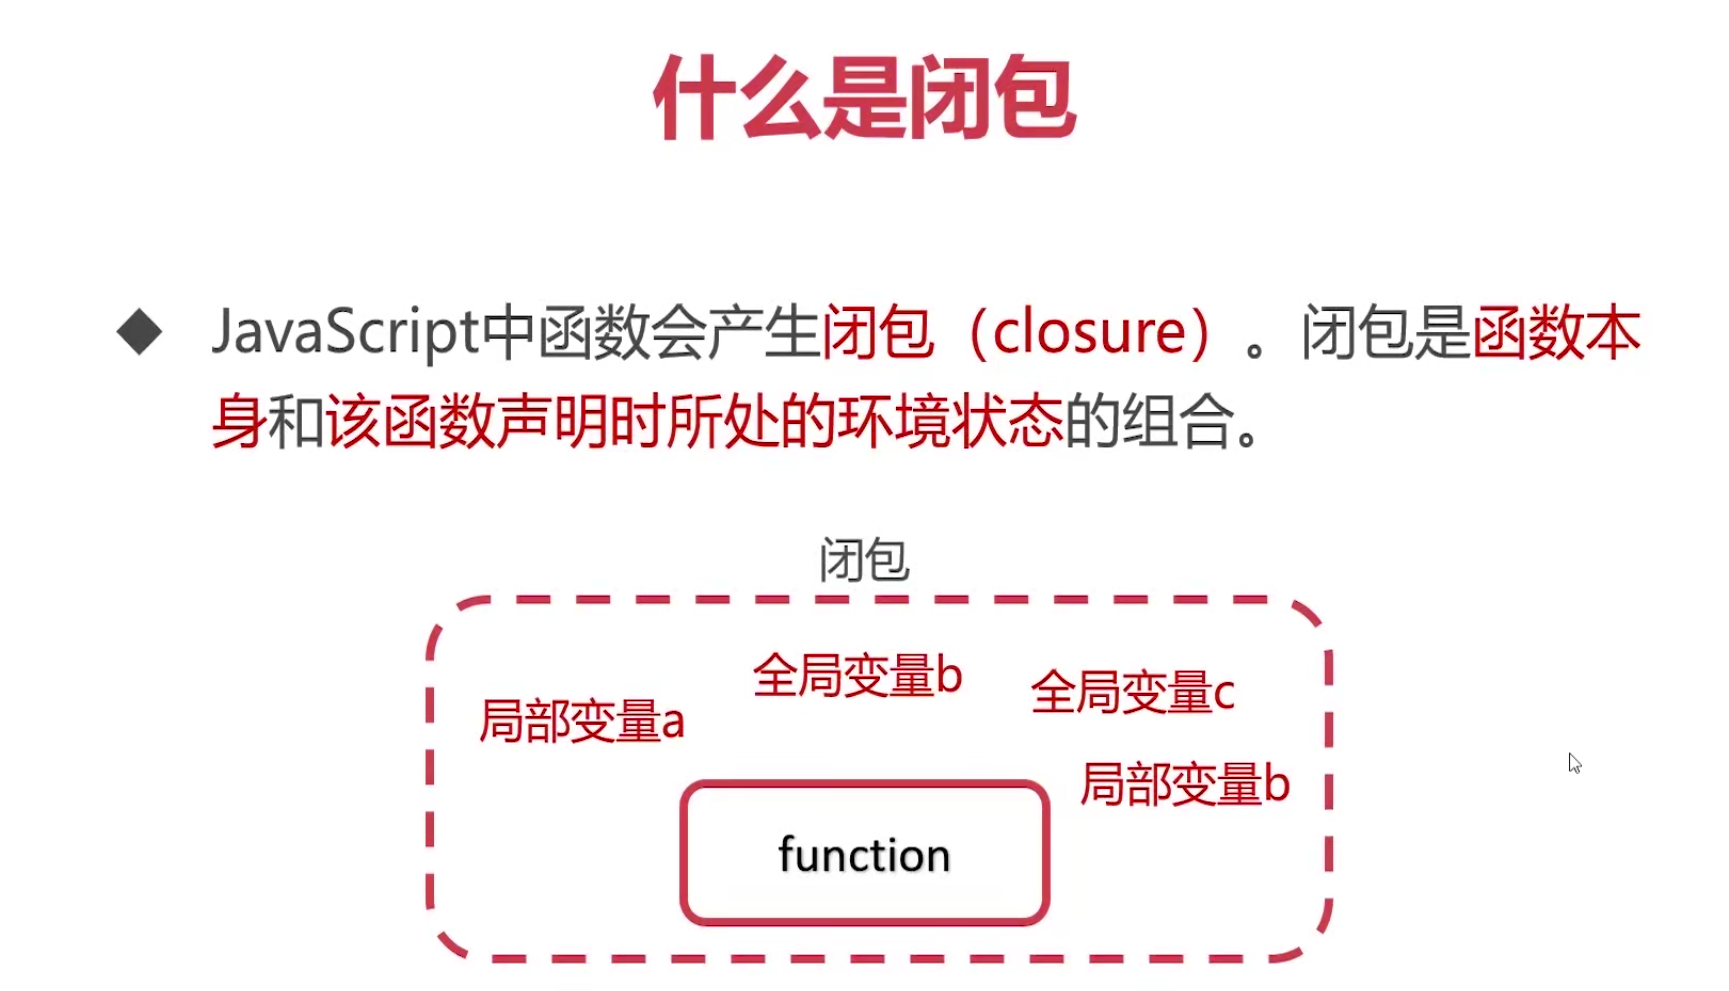 什么是闭包
◆ JavaScript中函数会产生闭包（closure）。闭包是函数本
身和该函数声明时所处的环境状态的组合。
闭包
全局变量b
全局变量c
局部变量a
局部变量b
function